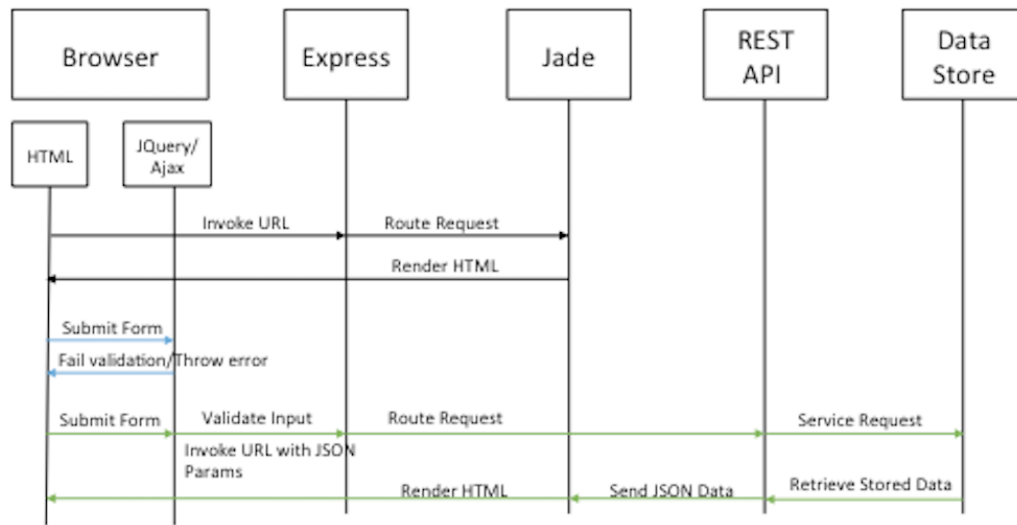 Browser
Express
Jade
REST
API
Data
Store
HTML
JQuery/
Ajax
Invoke URL
Route Request
Render HTML
Submit Form
Fail validation/Throw error
Submit Form
Validate Input
Route Request
Service Request
Invoke URL with JSON
Params
Render HTML
Send JSON Data
Retrieve Stored Data